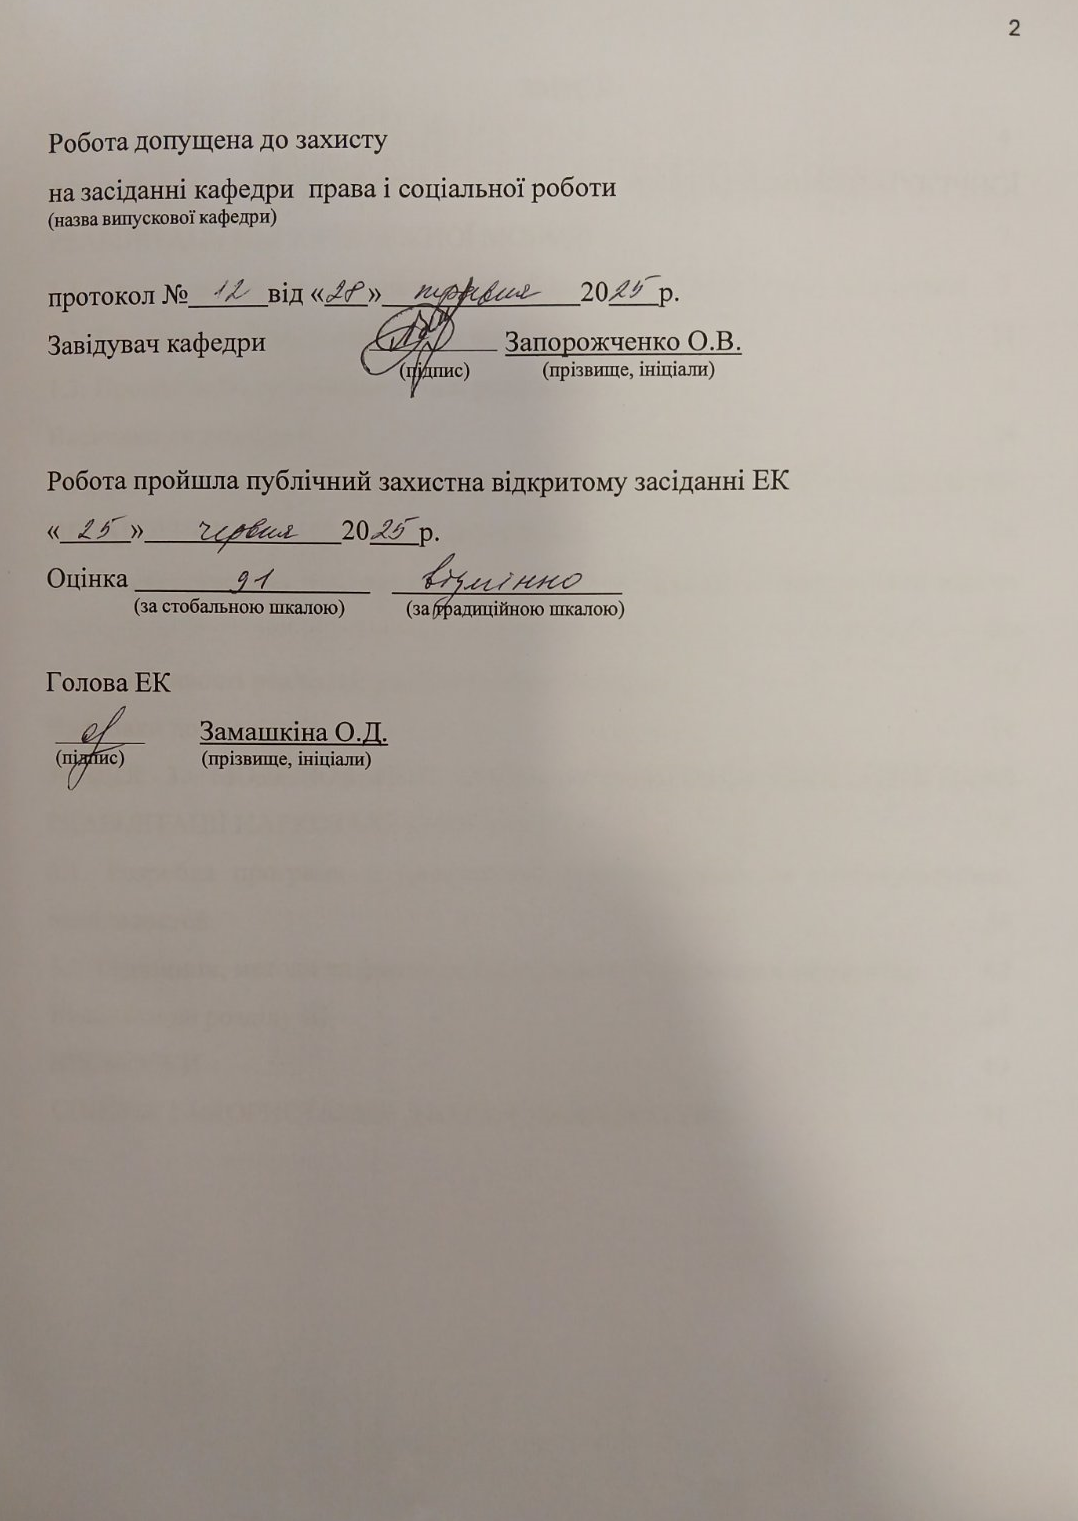 2
Робота допущена до захисту
на засіданні кафедри права і соціальної роботи
(назва випускової кафедри)
протокол № 12 від «28» травня 2025 р.
Завідувач кафедри Запорожченко О.В.
(підпис) (прізвище, ініціали)
Робота пройшла публічний захистна відкритому засіданні ЕК
«25» червня 2025 р.
Оцінка 91 відмінно
(за стобальною шкалою) (за традиційною шкалою)
Голова ЕК
Замашкіна О.Д.
(підпис) (прізвище, ініціали)